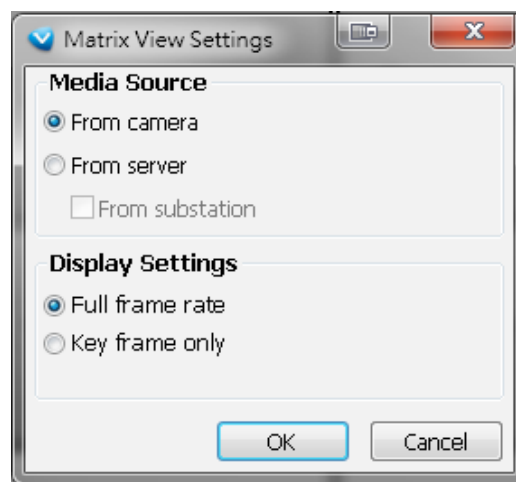 Matrix View Settings
Media Source
From camera
From server
From substation
Display Settings
Full frame rate
Key frame only
OK Cancel